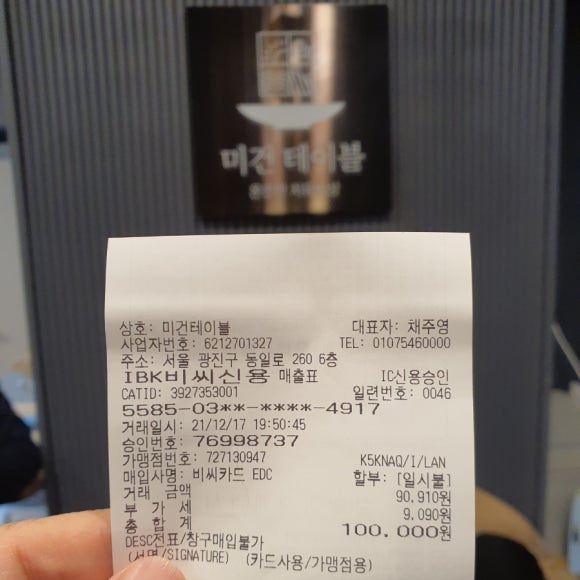 미건 테이블
상호: 미건테이블 대표자: 채주영
사업자번호: 6212701327 TEL: 01075460000
주소: 서울 광진구 동일로 260 6층
IBK비씨신용 매출표 IC신용승인
CATID: 3927353001 일련번호: 0046
5585-03**-****-4917
거래일시: 21/12/17 19:50:45
승인번호: 76998737
가맹점번호: 727130947 K5KNAQ/I/LAN
매입사명: 비씨카드 EDC 할부: [일시불]
거래 금액 90,910원
부 가 세 9,090원
총 합 계 100,000원
DESC전표/창구매입불가
(서명/SIGNATURE) (카드사용/가맹점용)